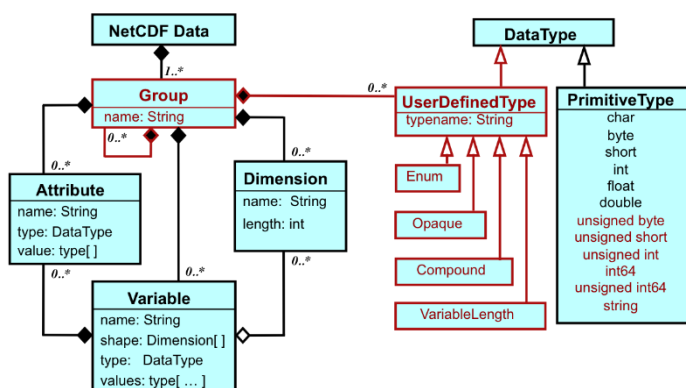 NetCDF Data
1..*
Group
name: String
0..*
0..*
DataType
UserDefinedType
typename: String
PrimitiveType
char
byte
short
int
float
double
unsigned byte
unsigned short
unsigned int
int64
unsigned int64
string
0..*
0..*
Attribute
name: String
type: DataType
value: type[ ]
Dimension
name: String
length: int
Enum
Opaque
Compound
VariableLength
0..*
0..*
0..*
Variable
name: String
shape: Dimension[ ]
type: DataType
values: type[ ... ]